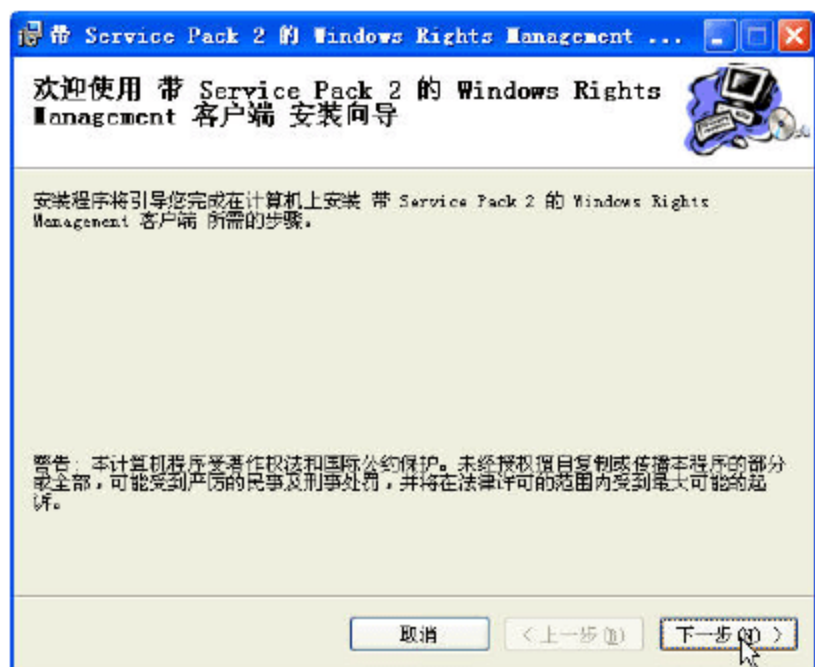 带 Service Pack 2 的 Windows Rights Management ...
欢迎使用 带 Service Pack 2 的 Windows Rights
Management 客户端 安装向导
安装程序将引导您完成在计算机上安装 带 Service Pack 2 的 Windows Rights
Management 客户端 所需的步骤。
警告: 本计算机程序受著作权法和国际公约保护。未经授权擅自复制或传播本程序的部分
或全部,可能受到严厉的民事及刑事处罚,并将在法律许可的范围内受到最大可能的起
诉。
取消
<上一步(B)
下一步(N) >